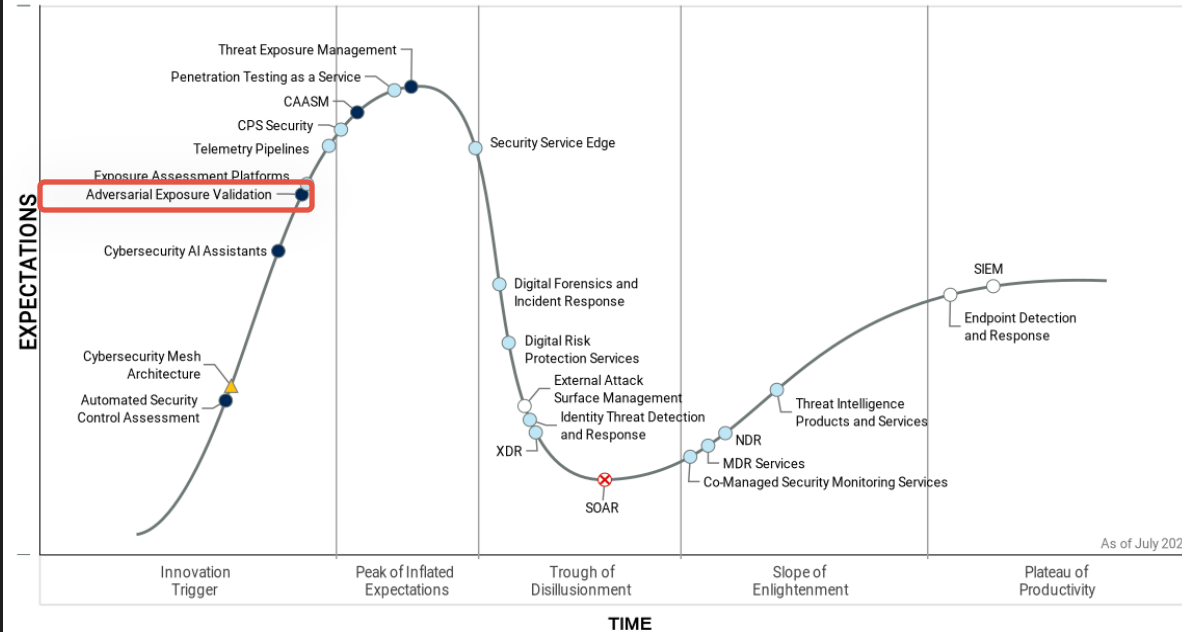 Threat Exposure Management
Penetration Testing as a Service
CAASM
CPS Security
Telemetry Pipelines
Exposure Assessment Platforms
Adversarial Exposure Validation
Cybersecurity AI Assistants
Cybersecurity Mesh
Architecture
Automated Security
Control Assessment
Security Service Edge
Digital Forensics and
Incident Response
Digital Risk
Protection Services
External Attack
Surface Management
Identity Threat Detection
and Response
XDR
SOAR
NDR
MDR Services
Co-Managed Security Monitoring Services
Threat Intelligence
Products and Services
SIEM
Endpoint Detection
and Response
As of July 202
EXPECTATIONS
Innovation
Trigger
Peak of Inflated
Expectations
Trough of
Disillusionment
Slope of
Enlightenment
Plateau of
Productivity
TIME